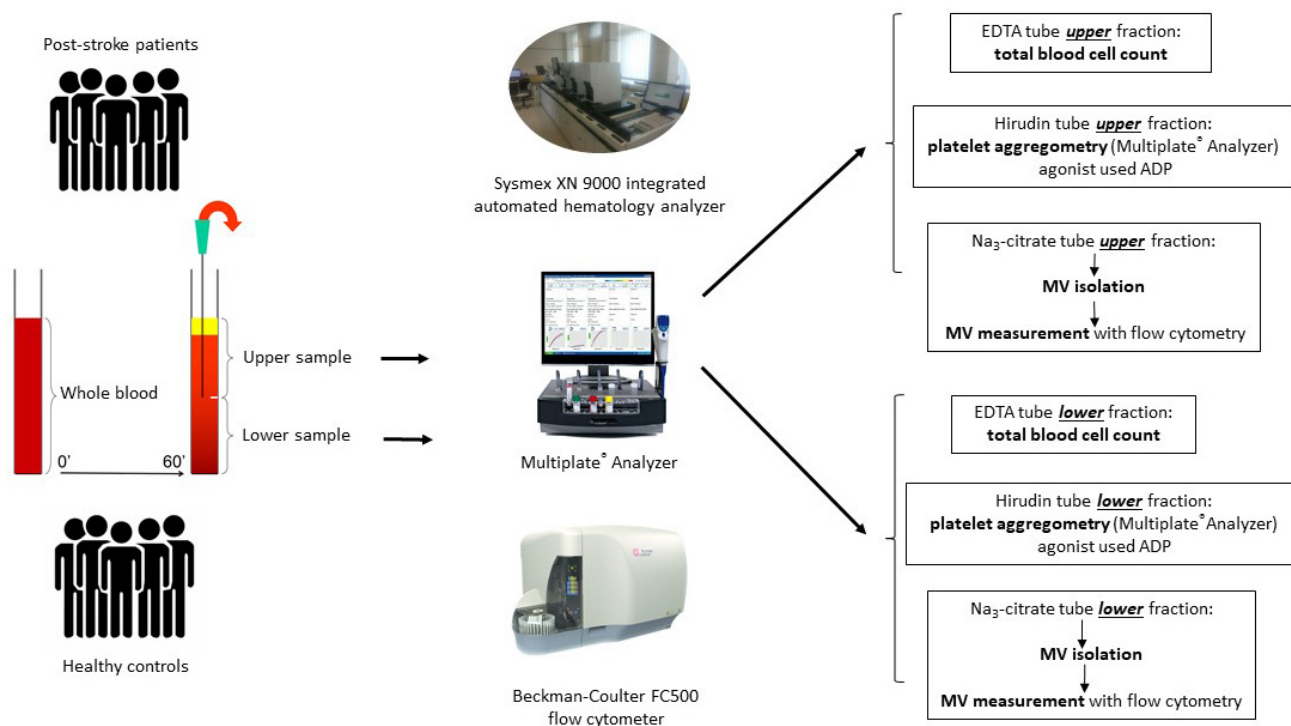 Post-stroke patients
Whole blood
0'
60'
Upper sample
Lower sample
Healthy controls
Sysmex XN 9000 integrated
automated hematology analyzer
Multiplate® Analyzer
Beckman-Coulter FC500
flow cytometer
EDTA tube upper fraction:
total blood cell count
Hirudin tube upper fraction:
platelet aggregometry (Multiplate® Analyzer)
agonist used ADP
Na₃-citrate tube upper fraction:
MV isolation
MV measurement with flow cytometry
EDTA tube lower fraction:
total blood cell count
Hirudin tube lower fraction:
platelet aggregometry (Multiplate®Analyzer)
agonist used ADP
Na₃-citrate tube lower fraction:
MV isolation
MV measurement with flow cytometry